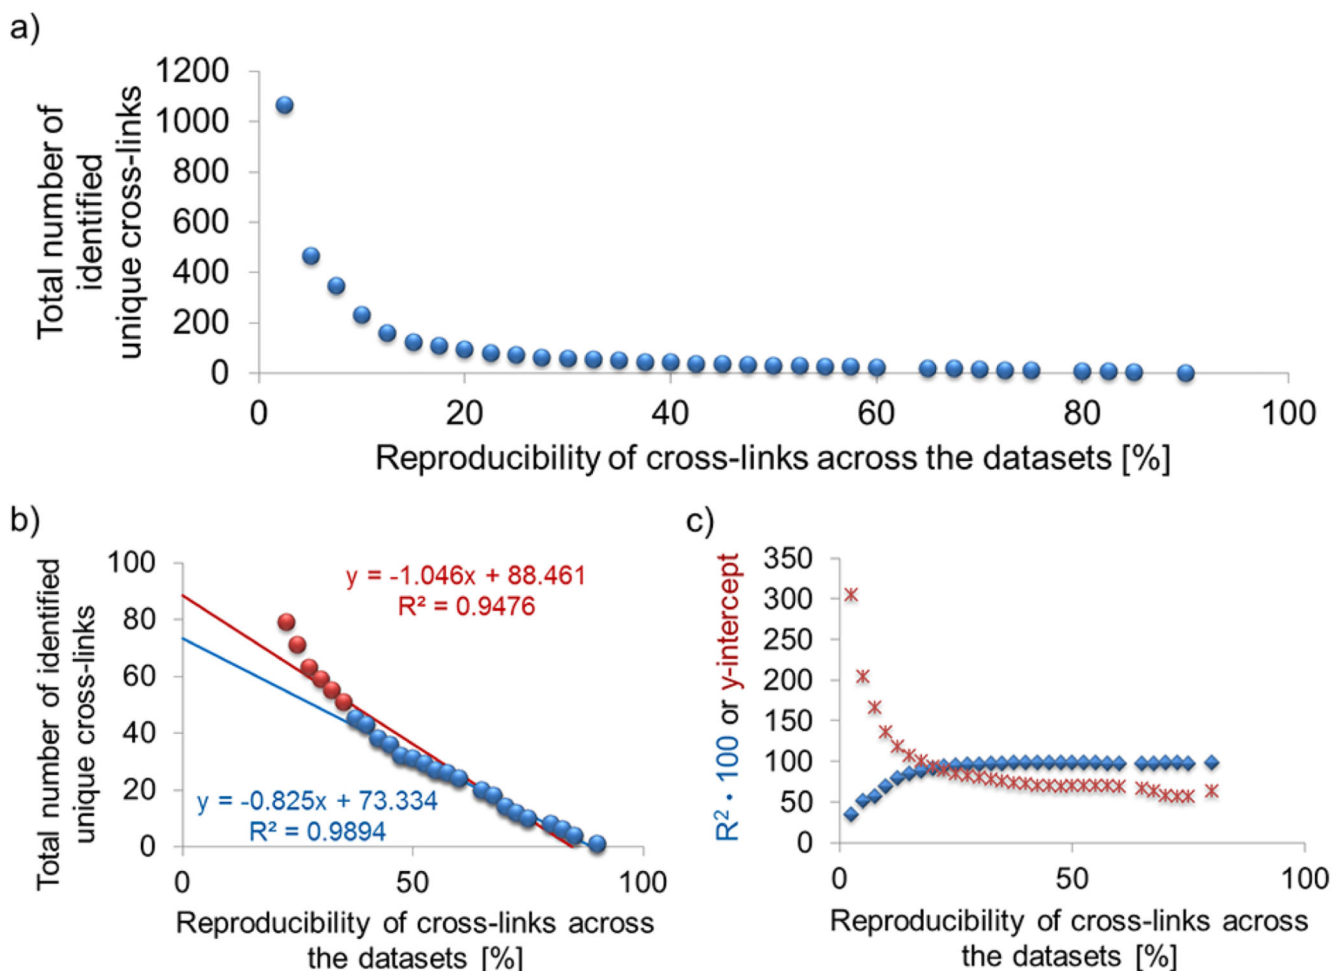 a)
Total number of
identified
unique cross-links
1200
1000
800
600
400
200
0
0 20 40 60 80 100
Reproducibility of cross-links across the datasets [%]
b)
Total number of identified
unique cross-links
100
80
60
40
20
0
y = -1.046x + 88.461
R² = 0.9476
y = -0.825x + 73.334
R² = 0.9894
0 50 100
Reproducibility of cross-links across
the datasets [%]
c)
R² · 100 or y-intercept
350
300
250
200
150
100
50
0
0 50 100
Reproducibility of cross-links across
the datasets [%]